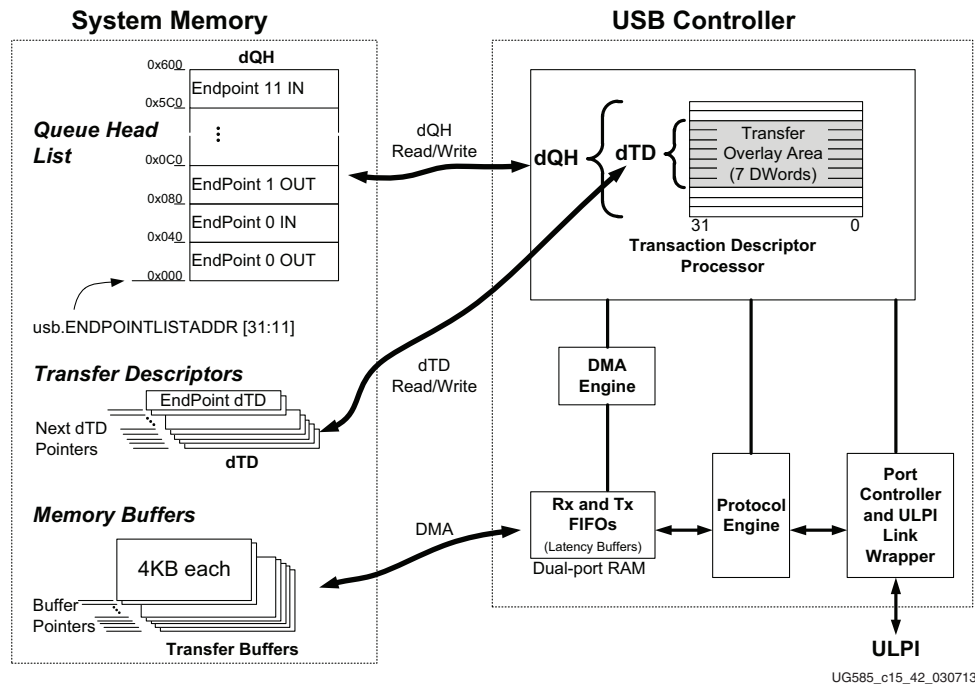 System Memory
USB Controller
dQH
0x600
Endpoint 11 IN
0x5C0
Queue Head
List
0x0C0
EndPoint 1 OUT
0x080
EndPoint 0 IN
0x040
EndPoint 0 OUT
0x000
usb.ENDPOINTLISTADDR [31:11]
dQH
Read/Write
dQH
dTD
Transfer
Overlay Area
(7 DWords)
31
0
Transaction Descriptor
Processor
Transfer Descriptors
EndPoint dTD
Next dTD
Pointers
dTD
dTD
Read/Write
DMA
Engine
Memory Buffers
4KB each
Buffer
Pointers
Transfer Buffers
DMA
Rx and Tx
FIFOs
(Latency Buffers)
Dual-port RAM
Protocol
Engine
Port
Controller
and ULPI
Link
Wrapper
ULPI
UG585_c15_42_030713